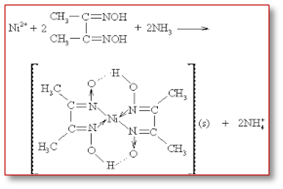 CH₃—C=NOH
Ni²⁺ + 2 + 2NH₃ ⟶
CH₃—C=NOH
O H O
H₃C CH₃
C=N N=C
Ni (s) + 2NH₄⁺
C=N N=C
H₃C CH₃
O H O